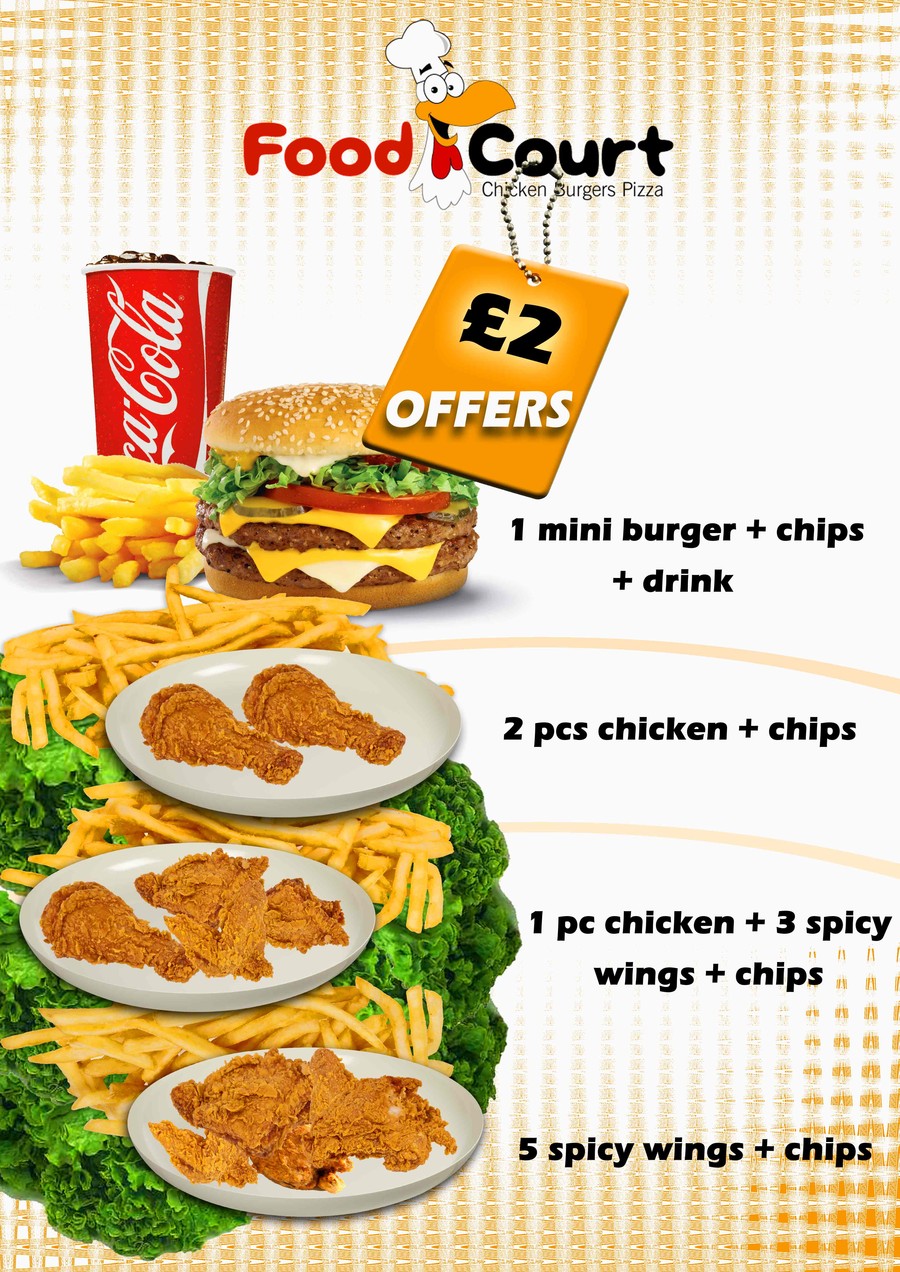 Food Court
Chicken Burgers Pizza
£2
OFFERS
Coca-Cola
1 mini burger + chips
+ drink
2 pcs chicken + chips
1 pc chicken + 3 spicy
wings + chips
5 spicy wings + chips